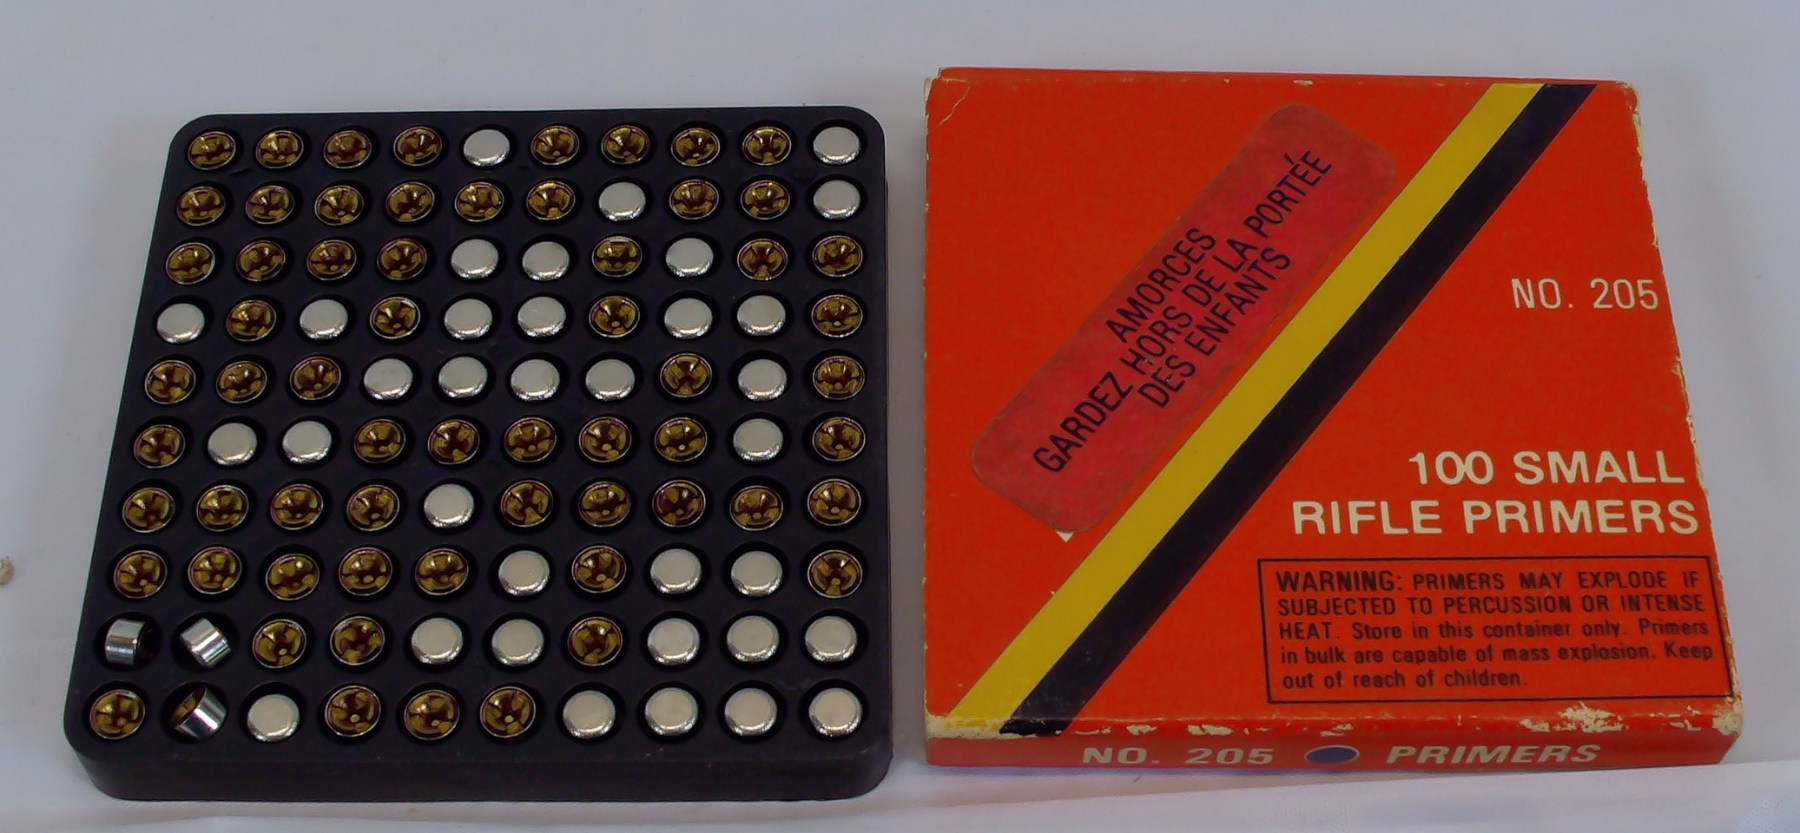 AMORCES
GARDEZ HORS DE LA PORTÉE
DES ENFANTS
NO. 205
100 SMALL
RIFLE PRIMERS
WARNING: PRIMERS MAY EXPLODE IF
SUBJECTED TO PERCUSSION OR INTENSE
HEAT. Store in this container only. Primers
in bulk are capable of mass explosion. Keep
out of reach of children.
NO. 205 PRIMERS